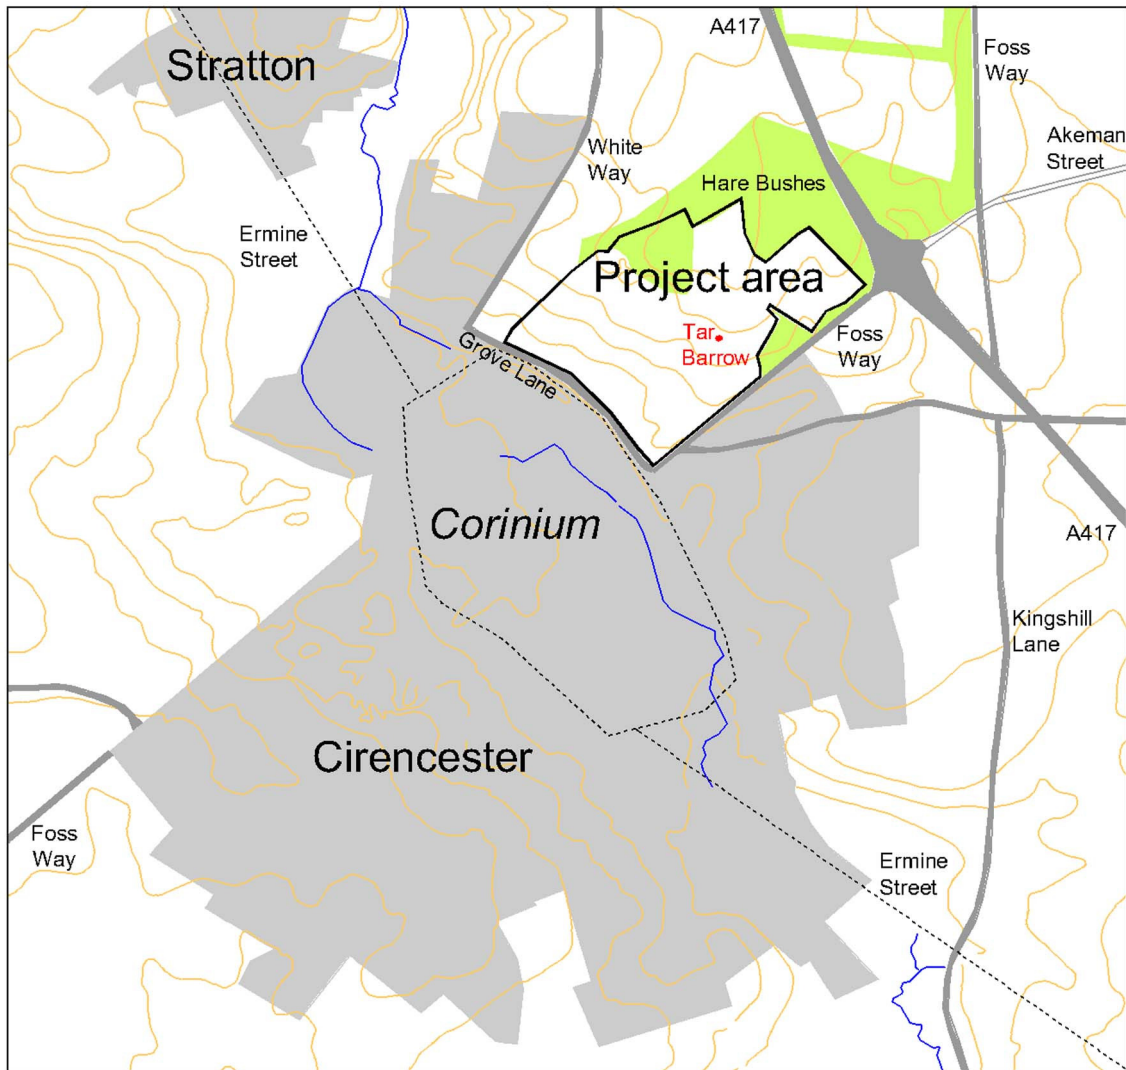 A417
Stratton
Foss
Way
Akeman
Street
White
Way
Hare Bushes
Ermine
Street
Project area
Tar
Barrow
Foss
Way
Grove Lane
Corinium
A417
Kingshill
Lane
Cirencester
Foss
Way
Ermine
Street